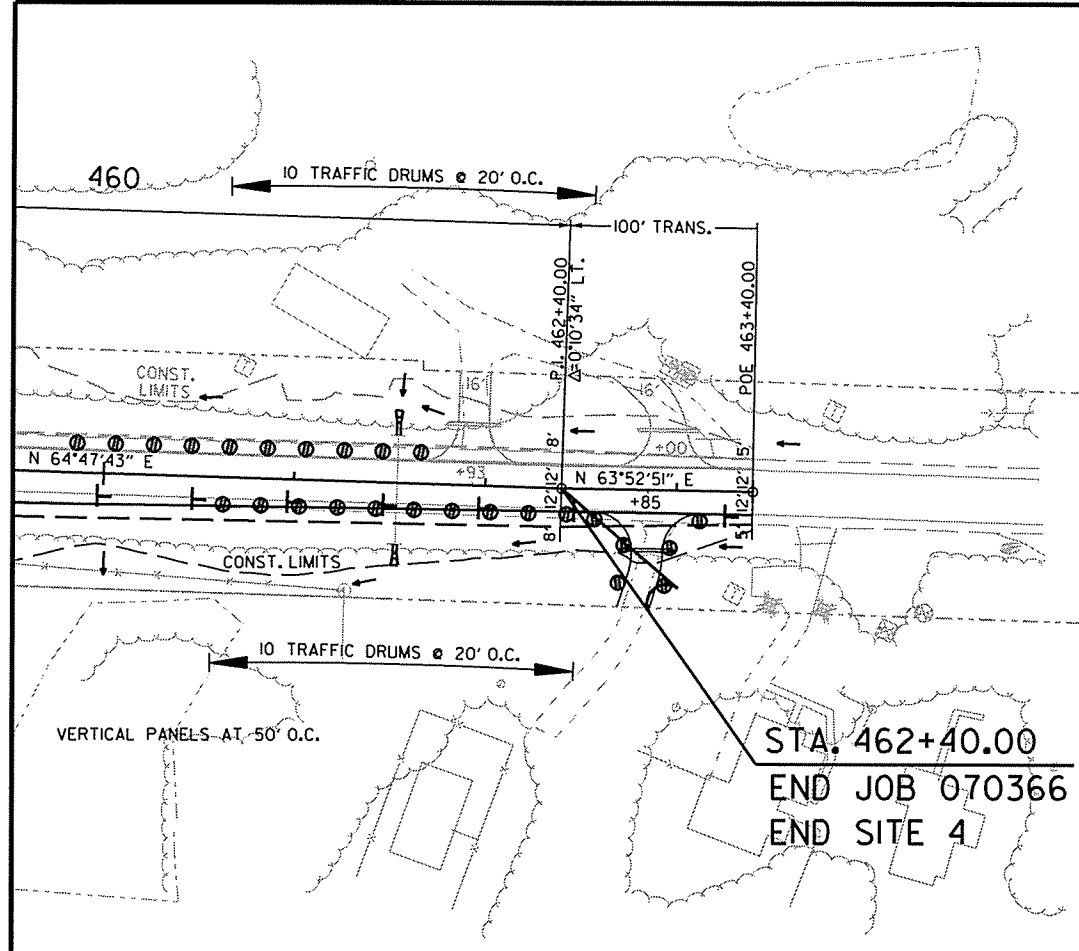 460
10 TRAFFIC DRUMS @ 20' O.C.
100' TRANS.
P.I. 462+40.00
Δ=0°10'34" LT.
POE 463+40.00
CONST.
LIMITS
16'
16'
+00
8'
12'
12'
8'
5'
12'
12'
5'
N 64°47'43" E
+93
N 63°52'51" E
+85
CONST. LIMITS
10 TRAFFIC DRUMS @ 20' O.C.
VERTICAL PANELS AT 50' O.C.
STA. 462+40.00
END JOB 070366
END SITE 4